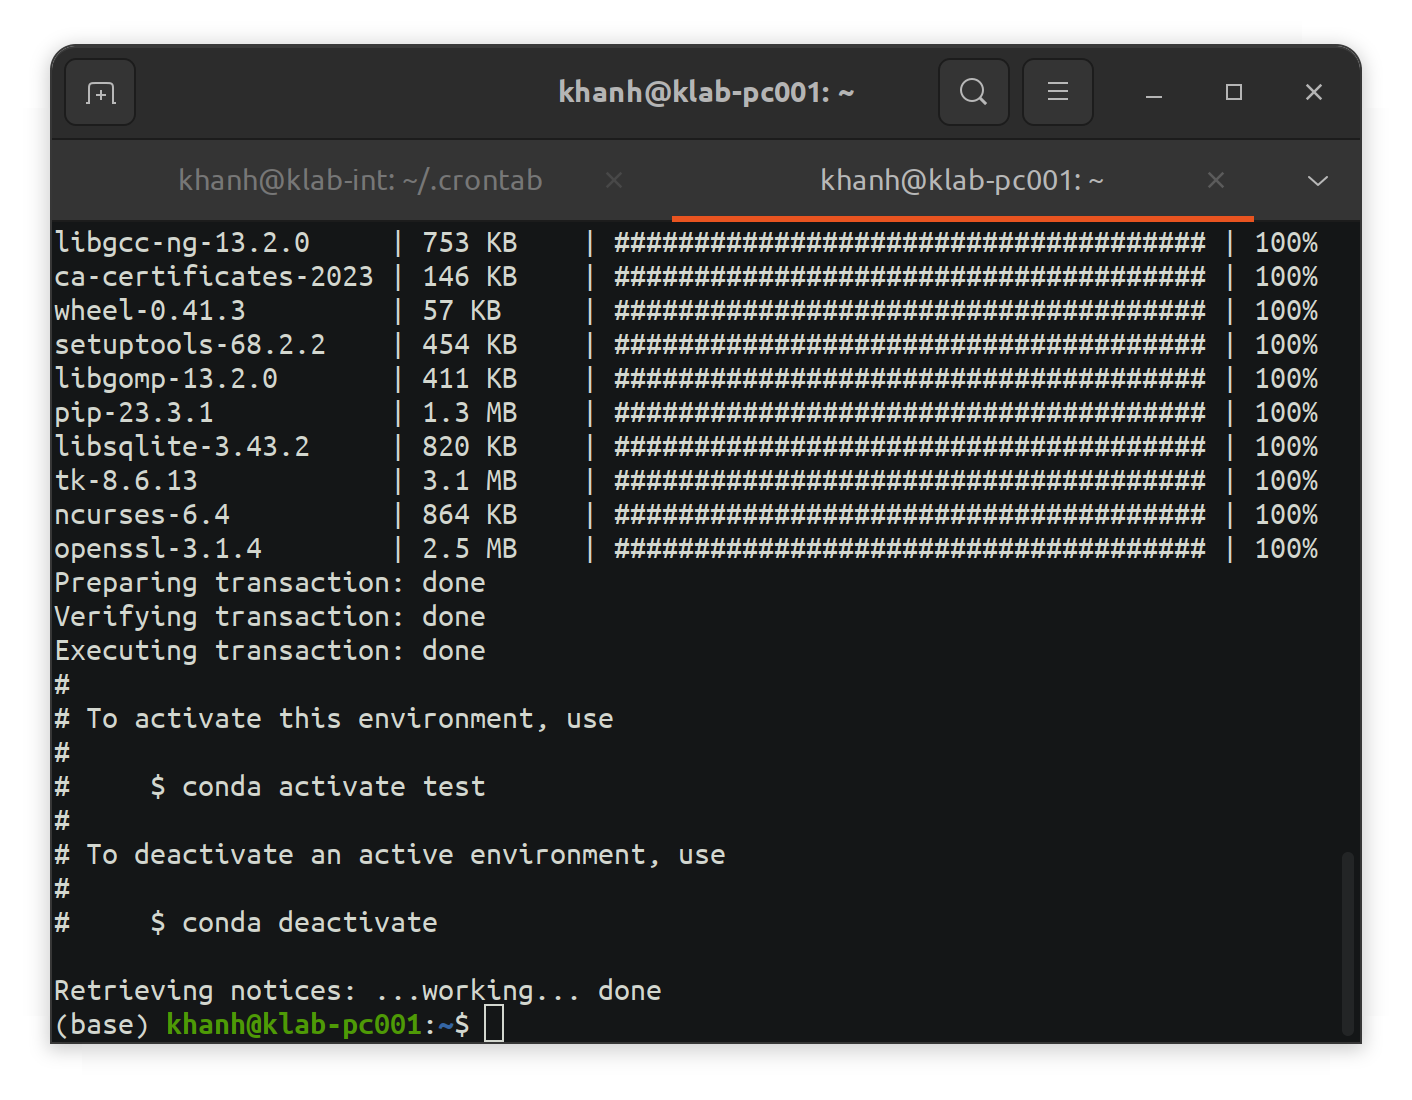 khanh@klab-pc001: ~
khanh@klab-int: ~/.crontab
khanh@klab-pc001: ~
libgcc-ng-13.2.0     | 753 KB    | ##################################### | 100%
ca-certificates-2023 | 146 KB    | ##################################### | 100%
wheel-0.41.3         | 57 KB     | ##################################### | 100%
setuptools-68.2.2    | 454 KB    | ##################################### | 100%
libgomp-13.2.0       | 411 KB    | ##################################### | 100%
pip-23.3.1           | 1.3 MB    | ##################################### | 100%
libsqlite-3.43.2     | 820 KB    | ##################################### | 100%
tk-8.6.13            | 3.1 MB    | ##################################### | 100%
ncurses-6.4          | 864 KB    | ##################################### | 100%
openssl-3.1.4        | 2.5 MB    | ##################################### | 100%
Preparing transaction: done
Verifying transaction: done
Executing transaction: done
#
# To activate this environment, use
#
#     $ conda activate test
#
# To deactivate an active environment, use
#
#     $ conda deactivate
Retrieving notices: ...working... done
(base) khanh@klab-pc001:~$